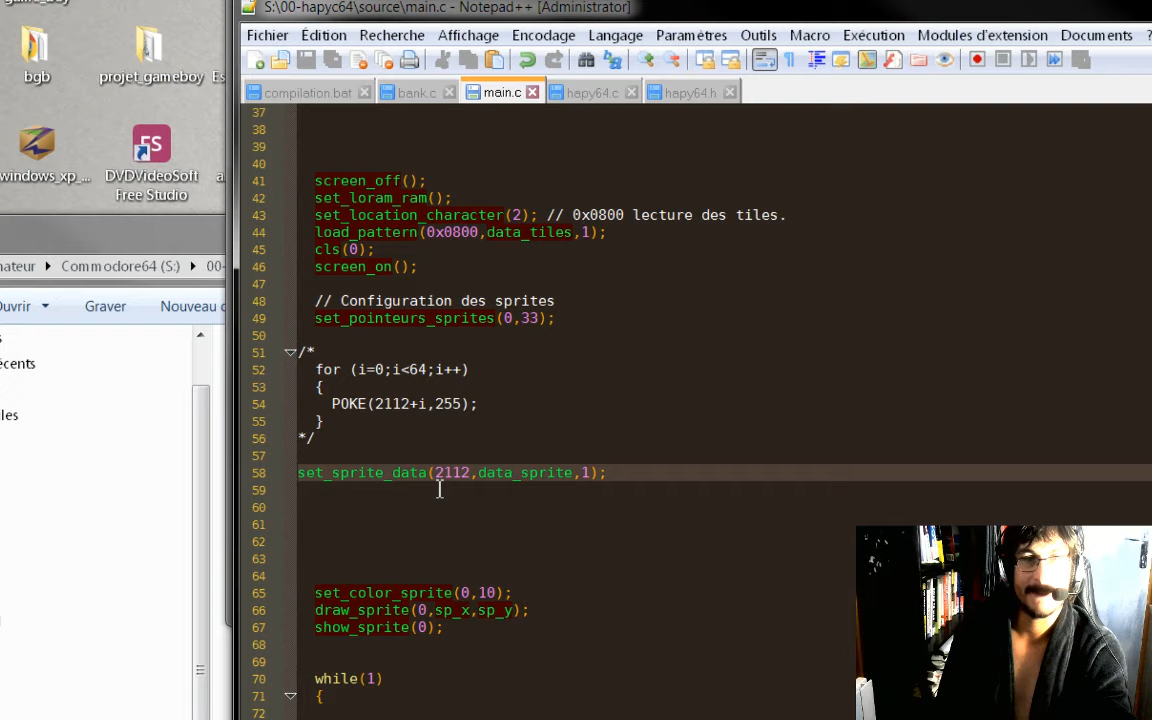 S:\00-hapyc64\source\main.c - Notepad++ [Administrator]
Fichier Édition Recherche Affichage Encodage Langage Paramètres Outils Macro Exécution Modules d'extension Documents ?
compilation.bat bank.c main.c hapy64.c hapy64.h
bgb projet_gameboy
windows_xp_... DVDVideoSoft
Free Studio
Commodore64 (S:) 00-
Graver Nouveau
37
38
39
40
41 screen_off();
42 set_loram_ram();
43 set_location_character(2); // 0x0800 lecture des tiles.
44 load_pattern(0x0800,data_tiles,1);
45 cls(0);
46 screen_on();
47
48 // Configuration des sprites
49 set_pointeurs_sprites(0,33);
50
51 /*
52 for (i=0;i<64;i++)
53 {
54 POKE(2112+i,255);
55 }
56 */
57
58 set_sprite_data(2112,data_sprite,1);
59
60
61
62
63
64
65 set_color_sprite(0,10);
66 draw_sprite(0,sp_x,sp_y);
67 show_sprite(0);
68
69
70 while(1)
71 {
72